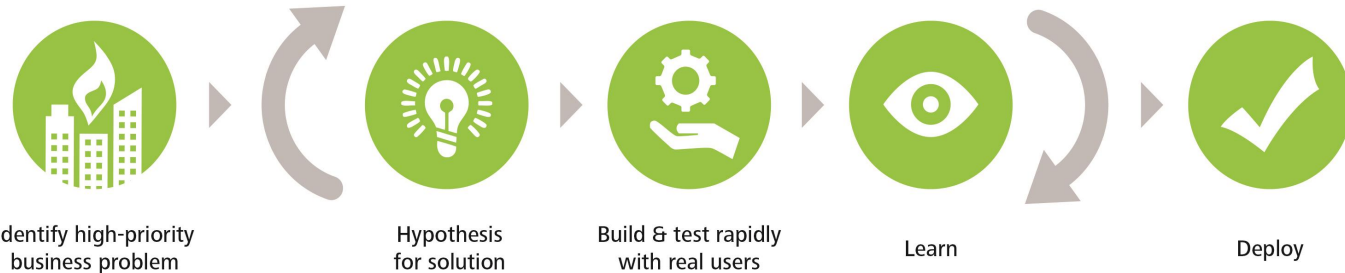 dentify high-priority
business problem
Hypothesis
for solution
Build & test rapidly
with real users
Learn
Deploy